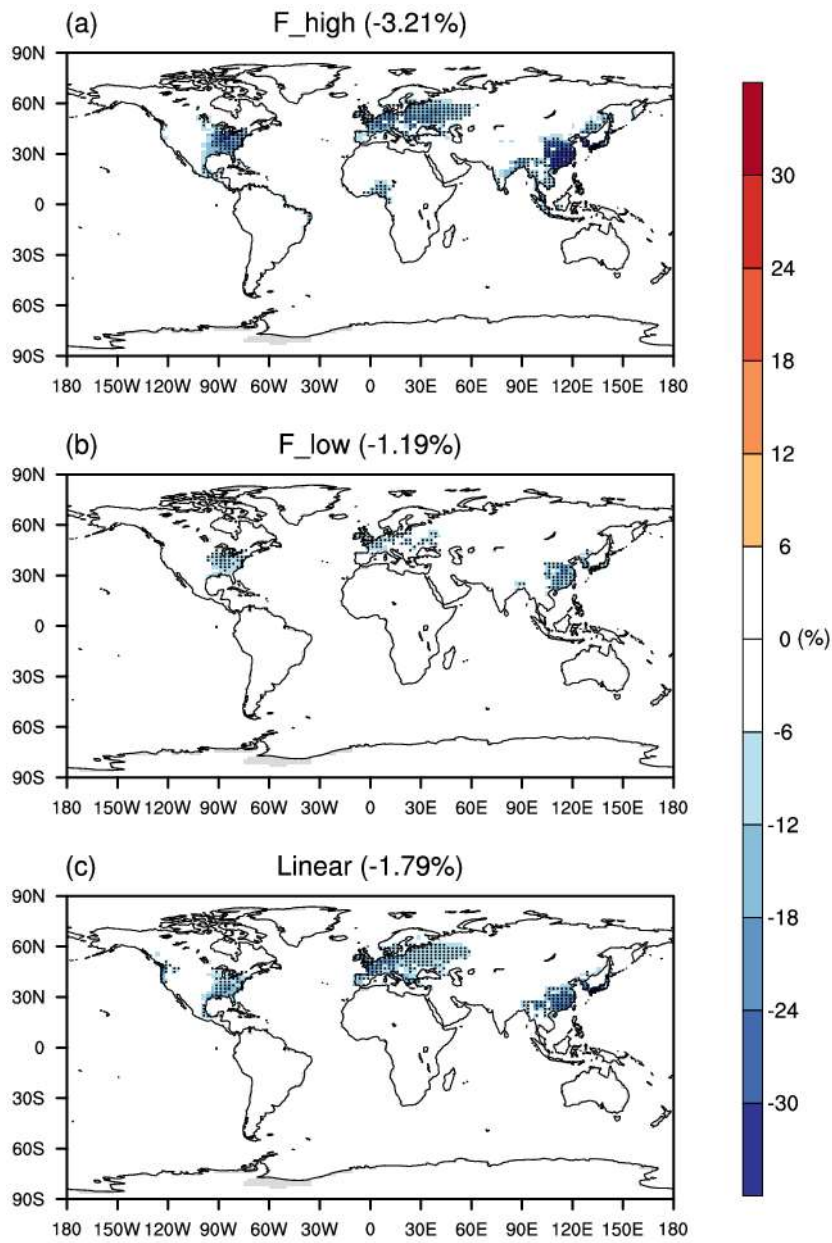 (a) F_high (-3.21%)
90N
60N
30N
0
30S
60S
90S
180 150W 120W 90W 60W 30W 0 30E 60E 90E 120E 150E 180
(b) F_low (-1.19%)
90N
60N
30N
0
30S
60S
90S
180 150W 120W 90W 60W 30W 0 30E 60E 90E 120E 150E 180
(c) Linear (-1.79%)
90N
60N
30N
0
30S
60S
90S
180 150W 120W 90W 60W 30W 0 30E 60E 90E 120E 150E 180
30
24
18
12
6
0 (%)
-6
-12
-18
-24
-30